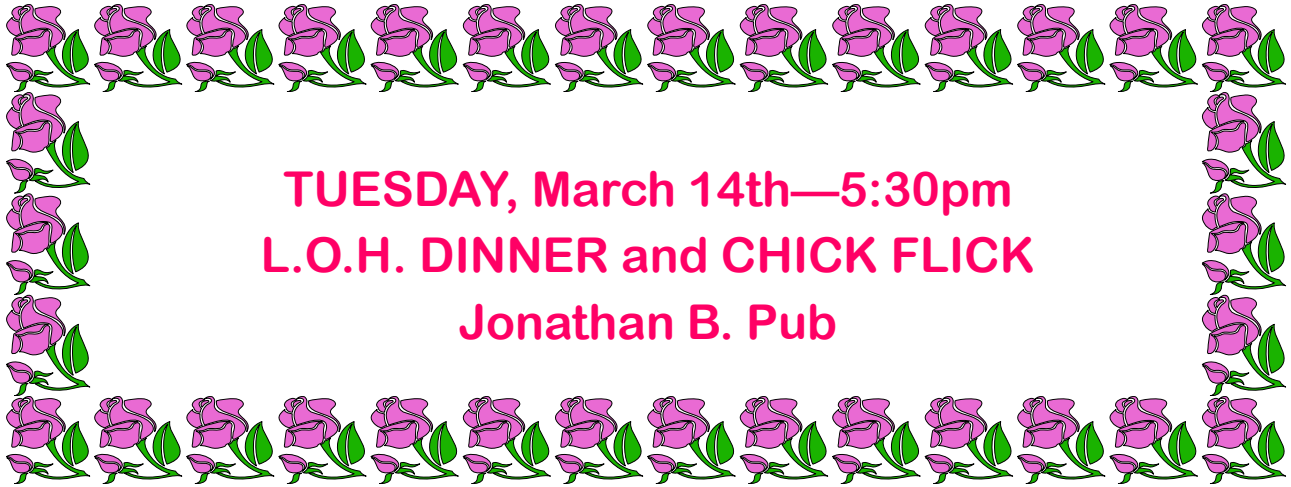 TUESDAY, March 14th—5:30pm
L.O.H. DINNER and CHICK FLICK
Jonathan B. Pub